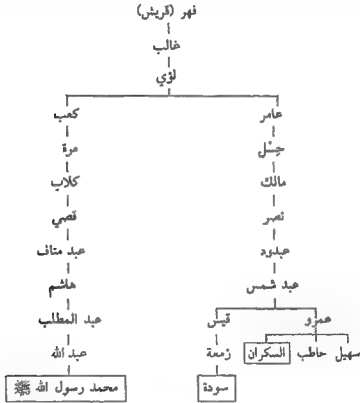 فهر (قريش)
غالب
لؤي
عامر كعب
حِسْل مرة
مالك كلاب
نصر قصي
عبدود عبد مناف
عبد شمس هاشم
عمرو قيس عبد المطلب
سهيل حاطب السكران زمعة عبد الله
سودة محمد رسول الله ﷺ